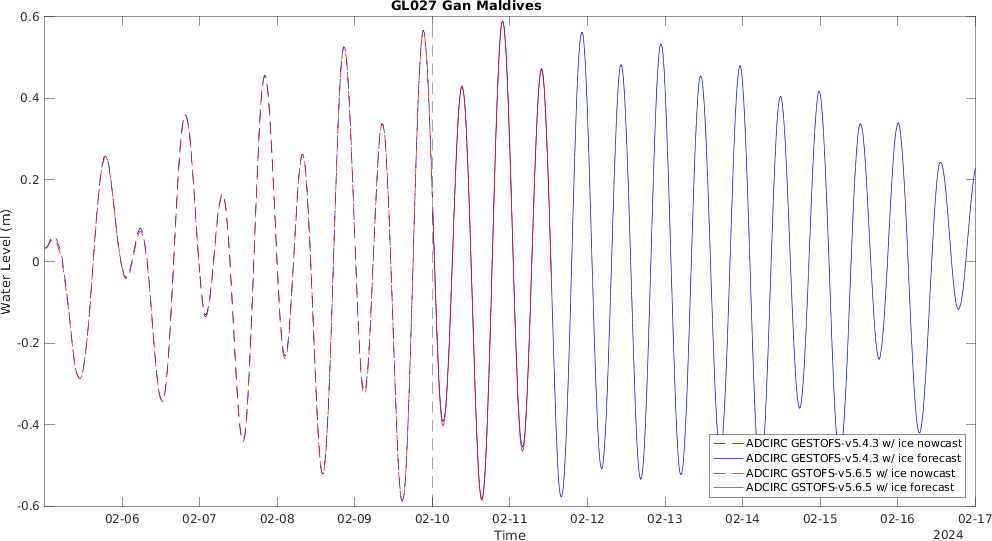 GL027 Gan Maldives
0.6
0.4
0.2
0
-0.2
-0.4
-0.6
Water Level (m)
ADCIRC GESTOFS-v5.4.3 w/ ice nowcast
ADCIRC GESTOFS-v5.4.3 w/ ice forecast
ADCIRC GSTOFS-v5.6.5 w/ ice nowcast
ADCIRC GSTOFS-v5.6.5 w/ ice forecast
02-06 02-07 02-08 02-09 02-10 02-11 02-12 02-13 02-14 02-15 02-16 02-17
Time
2024